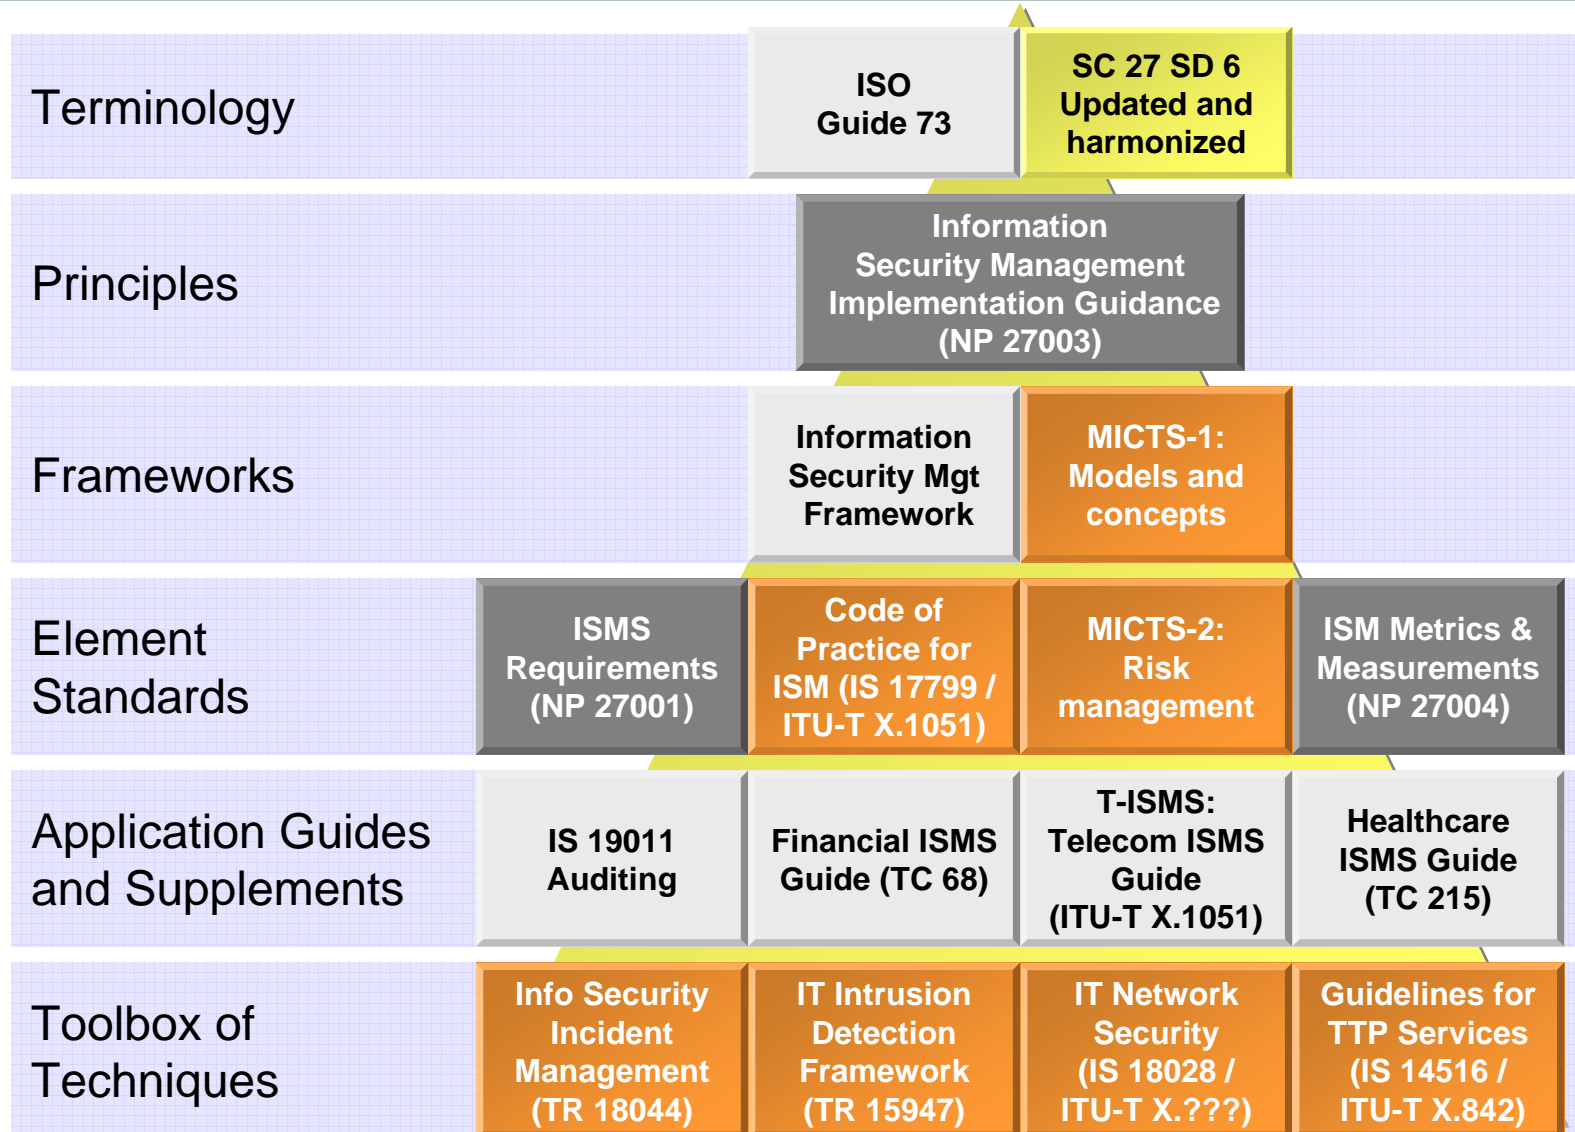 Terminology
ISO
Guide 73
SC 27 SD 6
Updated and
harmonized
Principles
Information
Security Management
Implementation Guidance
(NP 27003)
Frameworks
Information
Security Mgt
Framework
MICTS-1:
Models and
concepts
Element
Standards
ISMS
Requirements
(NP 27001)
Code of
Practice for
ISM (IS 17799 /
ITU-T X.1051)
MICTS-2:
Risk
management
ISM Metrics &
Measurements
(NP 27004)
Application Guides
and Supplements
IS 19011
Auditing
Financial ISMS
Guide (TC 68)
T-ISMS:
Telecom ISMS
Guide
(ITU-T X.1051)
Healthcare
ISMS Guide
(TC 215)
Toolbox of
Techniques
Info Security
Incident
Management
(TR 18044)
IT Intrusion
Detection
Framework
(TR 15947)
IT Network
Security
(IS 18028 /
ITU-T X.???)
Guidelines for
TTP Services
(IS 14516 /
ITU-T X.842)